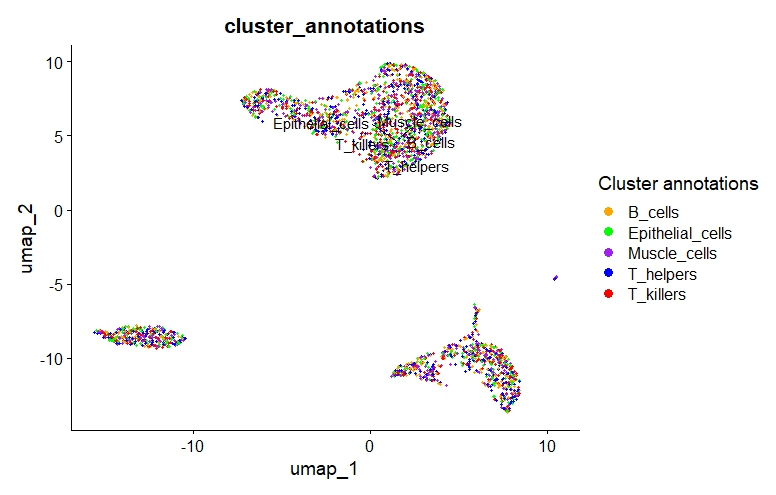 cluster_annotations
10
5
0
-5
-10
umap_2
Epithelial_cells
Muscle_cells
T_killers
B_cells
T_helpers
-10
0
10
umap_1
Cluster annotations
B_cells
Epithelial_cells
Muscle_cells
T_helpers
T_killers